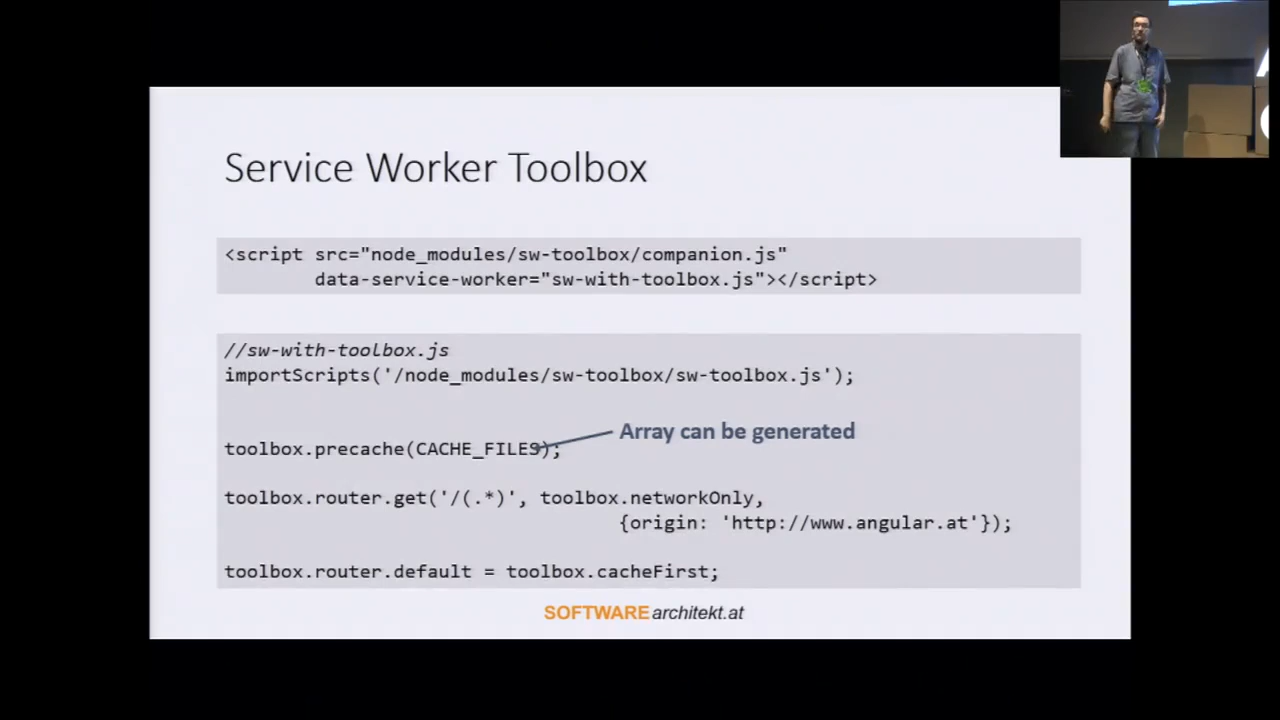 Service Worker Toolbox
<script src="node_modules/sw-toolbox/companion.js"
data-service-worker="sw-with-toolbox.js"></script>
//sw-with-toolbox.js
importScripts('/node_modules/sw-toolbox/sw-toolbox.js');
Array can be generated
toolbox.precache(CACHE_FILES);
toolbox.router.get('/(.*)', toolbox.networkOnly,
{origin: 'http://www.angular.at'});
toolbox.router.default = toolbox.cacheFirst;
SOFTWAREarchitekt.at